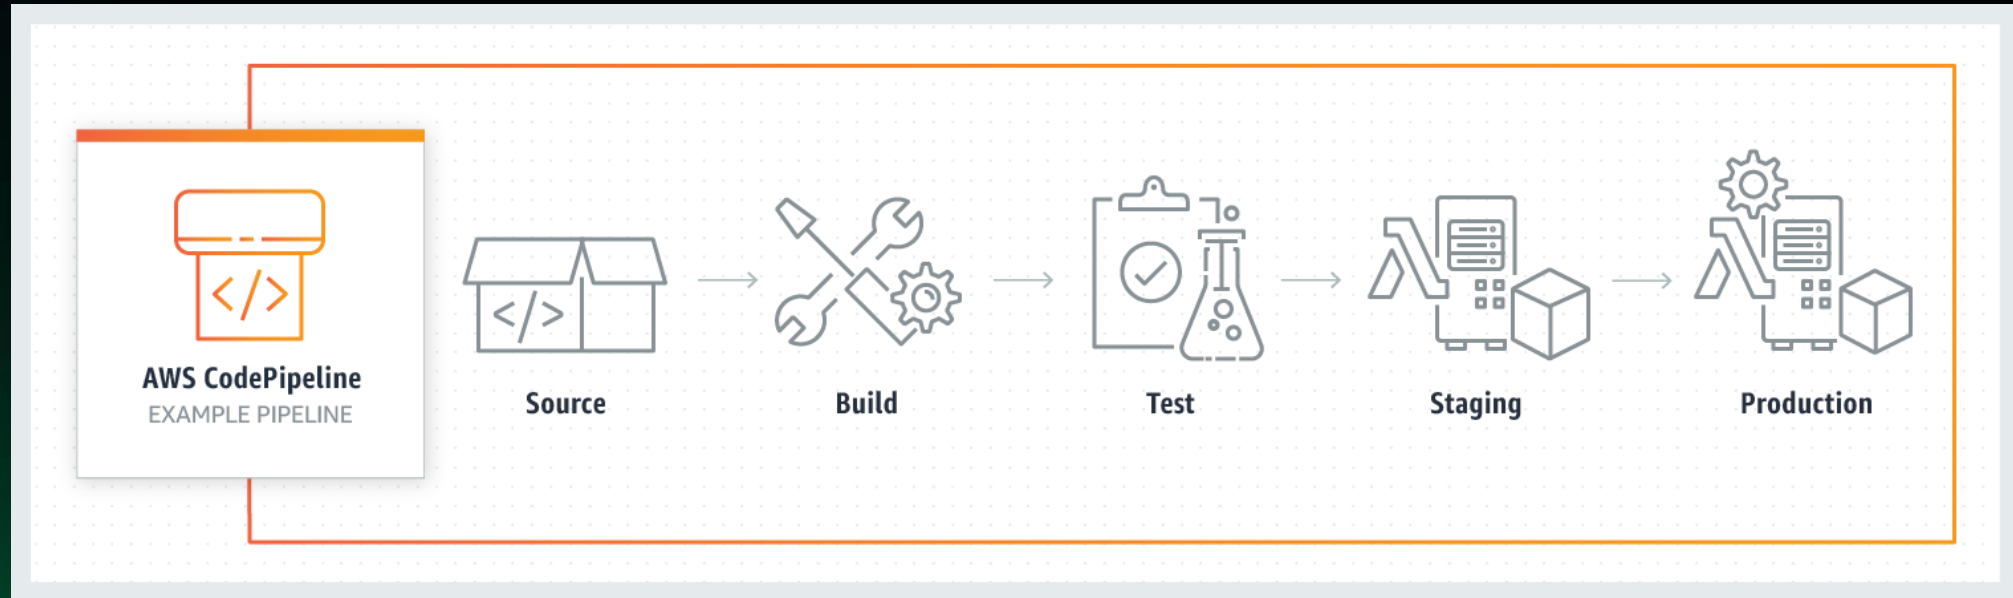 </>
AWS CodePipeline
EXAMPLE PIPELINE
</>
Source
Build
Test
Staging
Production